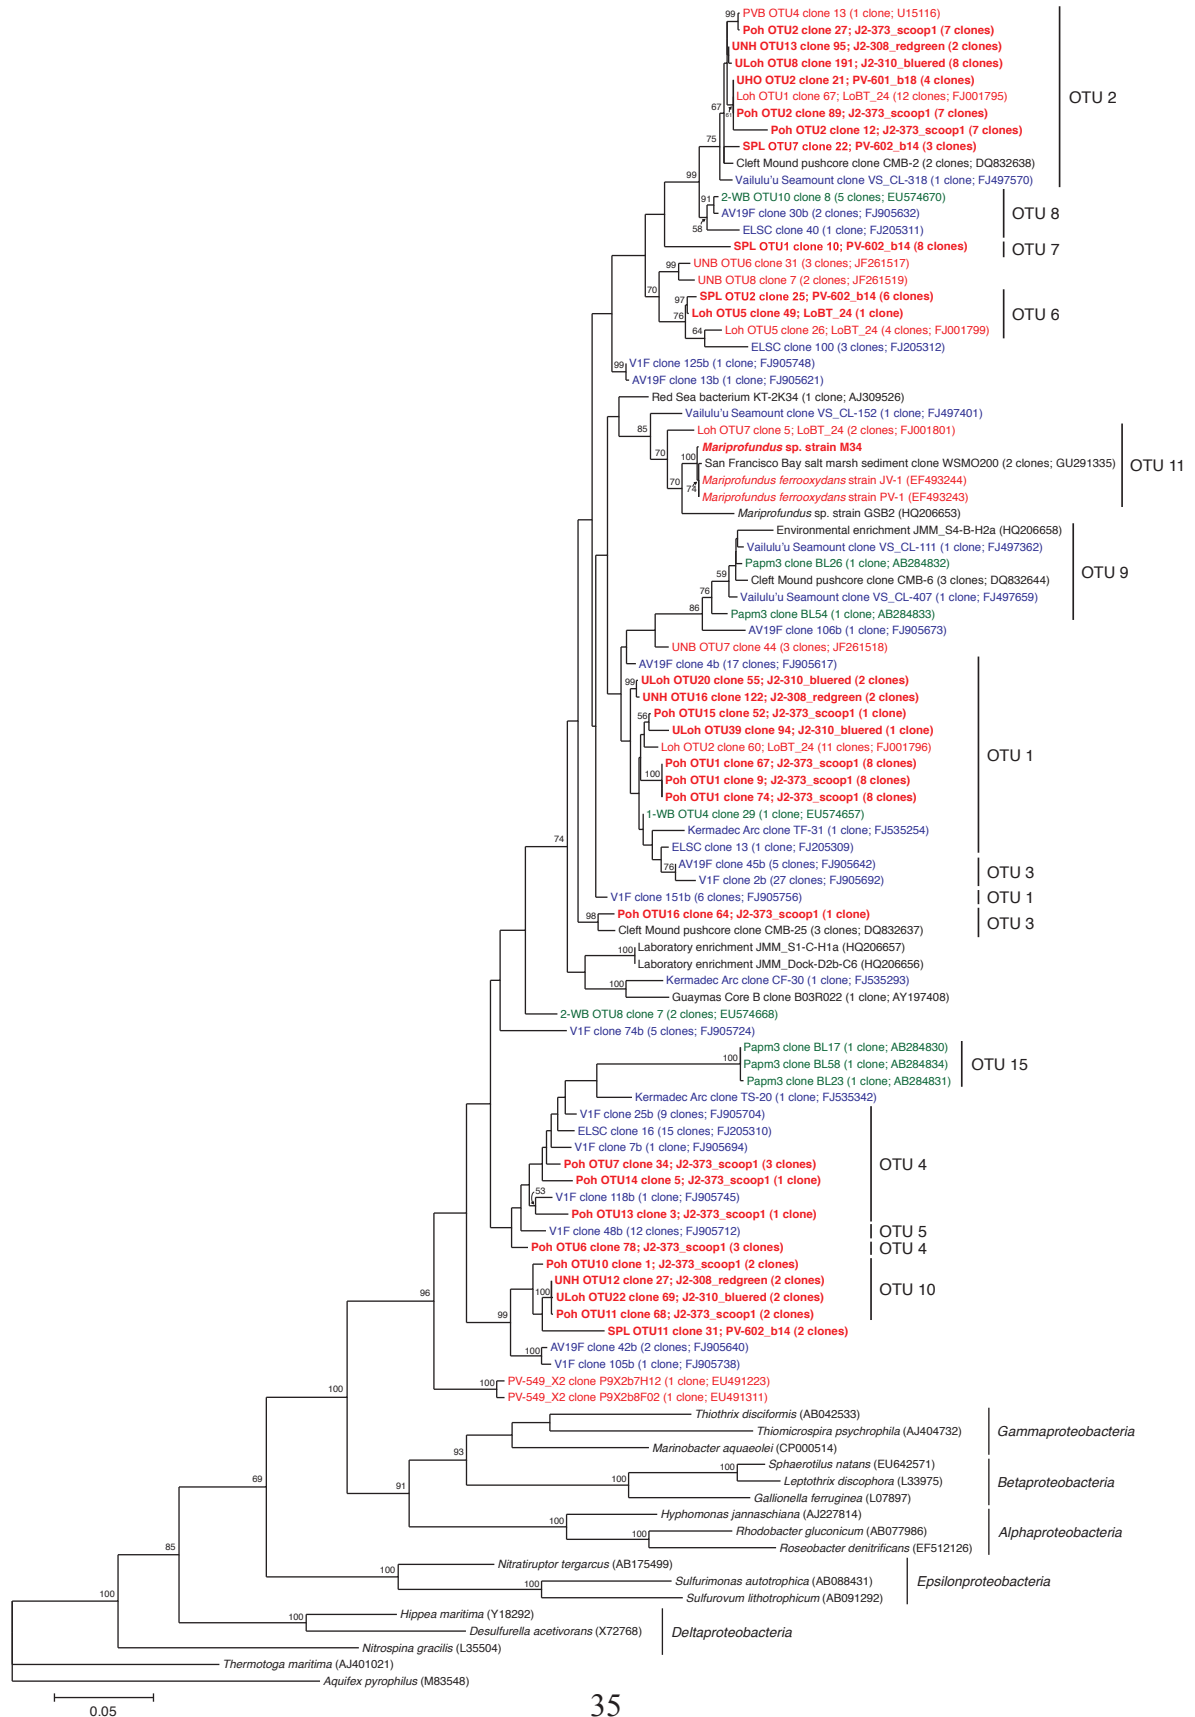 PVB OTU4 clone 13 (1 clone; U15116)
Poh OTU2 clone 27; J2-373_scoop1 (7 clones)
UNH OTU13 clone 95; J2-308_redgreen (2 clones)
ULoh OTU8 clone 191; J2-310_bluered (8 clones)
UHO OTU2 clone 21; PV-601_b18 (4 clones)
Loh OTU1 clone 67; LoBT_24 (12 clones; FJ001795)
Poh OTU2 clone 89; J2-373_scoop1 (7 clones)
Poh OTU2 clone 12; J2-373_scoop1 (7 clones)
SPL OTU7 clone 22; PV-602_b14 (3 clones)
Cleft Mound pushcore clone CMB-2 (2 clones; DQ832638)
Vailulu'u Seamount clone VS_CL-318 (1 clone; FJ497570)
OTU 2
2-WB OTU10 clone 8 (5 clones; EU574670)
AV19F clone 30b (2 clones; FJ905632)
ELSC clone 40 (1 clone; FJ205311)
OTU 8
SPL OTU1 clone 10; PV-602_b14 (8 clones)
OTU 7
UNB OTU6 clone 31 (3 clones; JF261517)
UNB OTU8 clone 7 (2 clones; JF261519)
SPL OTU2 clone 25; PV-602_b14 (6 clones)
Loh OTU5 clone 49; LoBT_24 (1 clone)
Loh OTU5 clone 26; LoBT_24 (4 clones; FJ001799)
ELSC clone 100 (3 clones; FJ205312)
OTU 6
V1F clone 125b (1 clone; FJ905748)
AV19F clone 13b (1 clone; FJ905621)
Red Sea bacterium KT-2K34 (1 clone; AJ309526)
Vailulu'u Seamount clone VS_CL-152 (1 clone; FJ497401)
Loh OTU7 clone 5; LoBT_24 (2 clones; FJ001801)
Mariprofundus sp. strain M34
San Francisco Bay salt marsh sediment clone WSMO200 (2 clones; GU291335)
Mariprofundus ferrooxydans strain JV-1 (EF493244)
Mariprofundus ferrooxydans strain PV-1 (EF493243)
OTU 11
Mariprofundus sp. strain GSB2 (HQ206653)
Environmental enrichment JMM_S4-B-H2a (HQ206658)
Vailulu'u Seamount clone VS_CL-111 (1 clone; FJ497362)
Papm3 clone BL26 (1 clone; AB284832)
Cleft Mound pushcore clone CMB-6 (3 clones; DQ832644)
Vailulu'u Seamount clone VS_CL-407 (1 clone; FJ497659)
Papm3 clone BL54 (1 clone; AB284833)
OTU 9
AV19F clone 106b (1 clone; FJ905673)
UNB OTU7 clone 44 (3 clones; JF261518)
AV19F clone 4b (17 clones; FJ905617)
ULoh OTU20 clone 55; J2-310_bluered (2 clones)
UNH OTU16 clone 122; J2-308_redgreen (2 clones)
Poh OTU15 clone 52; J2-373_scoop1 (1 clone)
ULoh OTU39 clone 94; J2-310_bluered (1 clone)
Loh OTU2 clone 60; LoBT_24 (11 clones; FJ001796)
Poh OTU1 clone 67; J2-373_scoop1 (8 clones)
Poh OTU1 clone 9; J2-373_scoop1 (8 clones)
Poh OTU1 clone 74; J2-373_scoop1 (8 clones)
1-WB OTU4 clone 29 (1 clone; EU574657)
Kermadec Arc clone TF-31 (1 clone; FJ535254)
ELSC clone 13 (1 clone; FJ205309)
OTU 1
AV19F clone 45b (5 clones; FJ905642)
V1F clone 2b (27 clones; FJ905692)
OTU 3
V1F clone 151b (6 clones; FJ905756)
OTU 1
Poh OTU16 clone 64; J2-373_scoop1 (1 clone)
Cleft Mound pushcore clone CMB-25 (3 clones; DQ832637)
OTU 3
Laboratory enrichment JMM_S1-C-H1a (HQ206657)
Laboratory enrichment JMM_Dock-D2b-C6 (HQ206656)
Kermadec Arc clone CF-30 (1 clone; FJ535293)
Guaymas Core B clone B03R022 (1 clone; AY197408)
2-WB OTU8 clone 7 (2 clones; EU574668)
V1F clone 74b (5 clones; FJ905724)
Papm3 clone BL17 (1 clone; AB284830)
Papm3 clone BL58 (1 clone; AB284834)
Papm3 clone BL23 (1 clone; AB284831)
OTU 15
Kermadec Arc clone TS-20 (1 clone; FJ535342)
V1F clone 25b (9 clones; FJ905704)
ELSC clone 16 (15 clones; FJ205310)
V1F clone 7b (1 clone; FJ905694)
Poh OTU7 clone 34; J2-373_scoop1 (3 clones)
Poh OTU14 clone 5; J2-373_scoop1 (1 clone)
V1F clone 118b (1 clone; FJ905745)
Poh OTU13 clone 3; J2-373_scoop1 (1 clone)
OTU 4
V1F clone 48b (12 clones; FJ905712)
OTU 5
Poh OTU6 clone 78; J2-373_scoop1 (3 clones)
OTU 4
Poh OTU10 clone 1; J2-373_scoop1 (2 clones)
UNH OTU12 clone 27; J2-308_redgreen (2 clones)
ULoh OTU22 clone 69; J2-310_bluered (2 clones)
Poh OTU11 clone 68; J2-373_scoop1 (2 clones)
OTU 10
SPL OTU11 clone 31; PV-602_b14 (2 clones)
AV19F clone 42b (2 clones; FJ905640)
V1F clone 105b (1 clone; FJ905738)
PV-549_X2 clone P9X2b7H12 (1 clone; EU491223)
PV-549_X2 clone P9X2b8F02 (1 clone; EU491311)
Thiothrix disciformis (AB042533)
Thiomicrospira psychrophila (AJ404732)
Marinobacter aquaeolei (CP000514)
Gammaproteobacteria
Sphaerotilus natans (EU642571)
Leptothrix discophora (L33975)
Gallionella ferruginea (L07897)
Betaproteobacteria
Hyphomonas jannaschiana (AJ227814)
Rhodobacter gluconicum (AB077986)
Roseobacter denitrificans (EF512126)
Alphaproteobacteria
Nitratiruptor tergarcus (AB175499)
Sulfurimonas autotrophica (AB088431)
Sulfurovum lithotrophicum (AB091292)
Epsilonproteobacteria
Hippea maritima (Y18292)
Desulfurella acetivorans (X72768)
Nitrospina gracilis (L35504)
Deltaproteobacteria
Thermotoga maritima (AJ401021)
Aquifex pyrophilus (M83548)
99
67
61
75
99
91
58
99
70
97
76
64
99
85
70
100
74
70
59
76
86
99
56
100
76
74
98
100
100
100
53
96
100
99
100
100
100
93
100
100
91
100
100
69
100
100
85
100
100
0.05
35